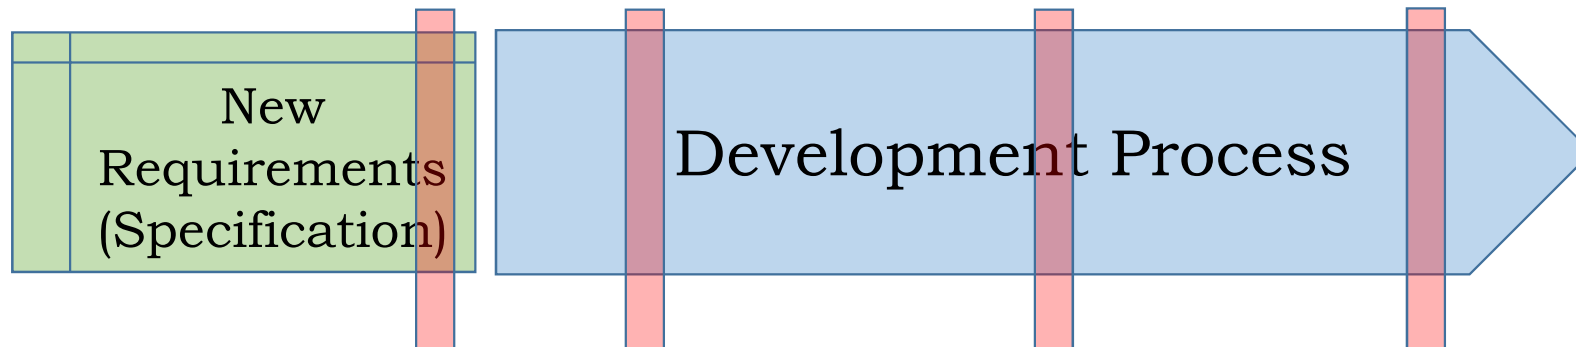 New
Requirements
(Specification)
Development Process